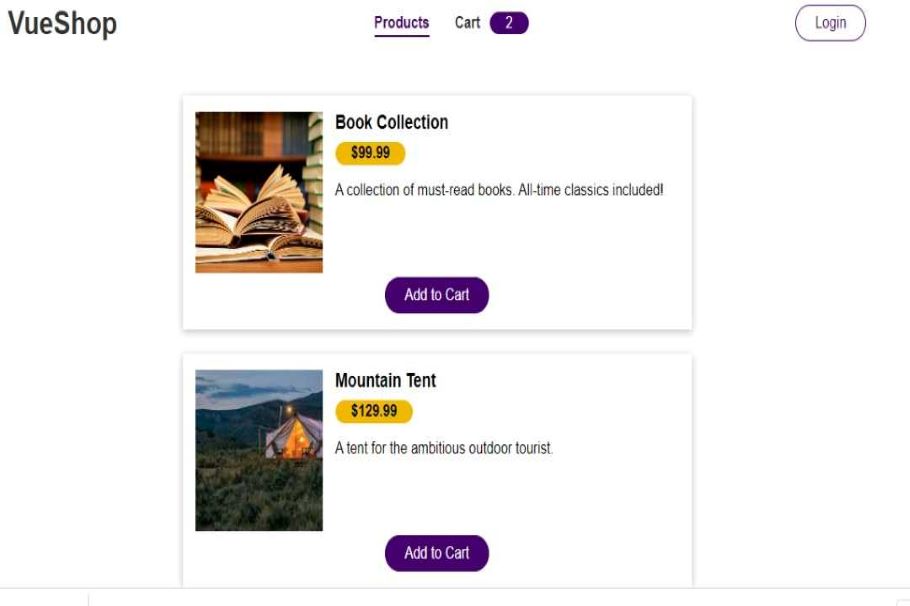 VueShop
Products Cart 2
Login
Book Collection
$99.99
A collection of must-read books. All-time classics included!
Add to Cart
Mountain Tent
$129.99
A tent for the ambitious outdoor tourist.
Add to Cart